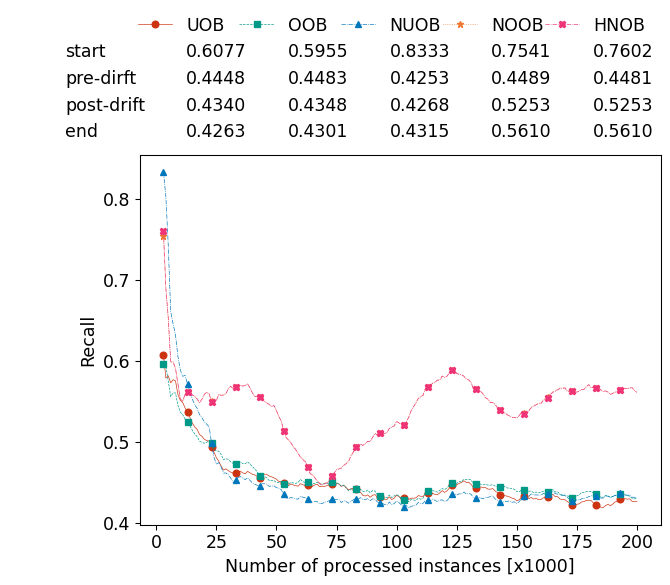 UOB OOB NUOB NOOB HNOB
start 0.6077 0.5955 0.8333 0.7541 0.7602
pre-dirft 0.4448 0.4483 0.4253 0.4489 0.4481
post-drift 0.4340 0.4348 0.4268 0.5253 0.5253
end 0.4263 0.4301 0.4315 0.5610 0.5610
0.8
0.7
0.6
0.5
0.4
Recall
0 25 50 75 100 125 150 175 200
Number of processed instances [x1000]